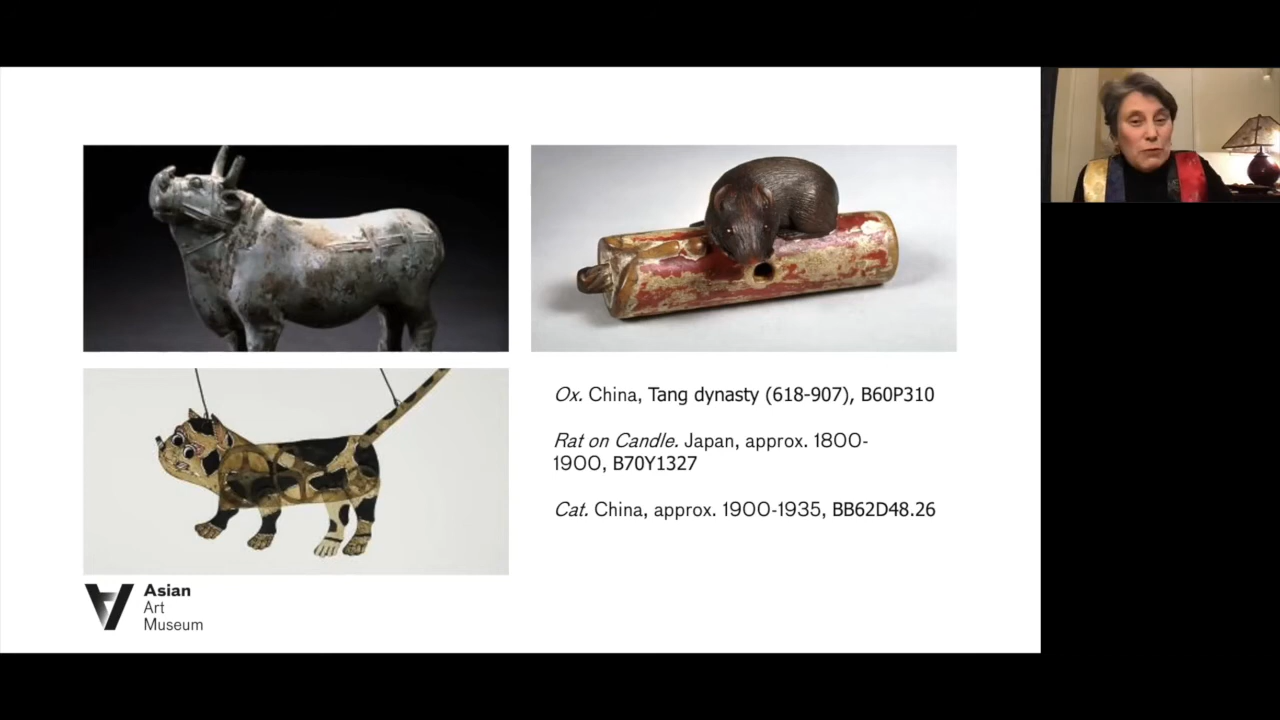 Ox. China, Tang dynasty (618-907), B60P310
Rat on Candle. Japan, approx. 1800-
1900, B70Y1327
Cat. China, approx. 1900-1935, BB62D48.26
Asian
Art
Museum